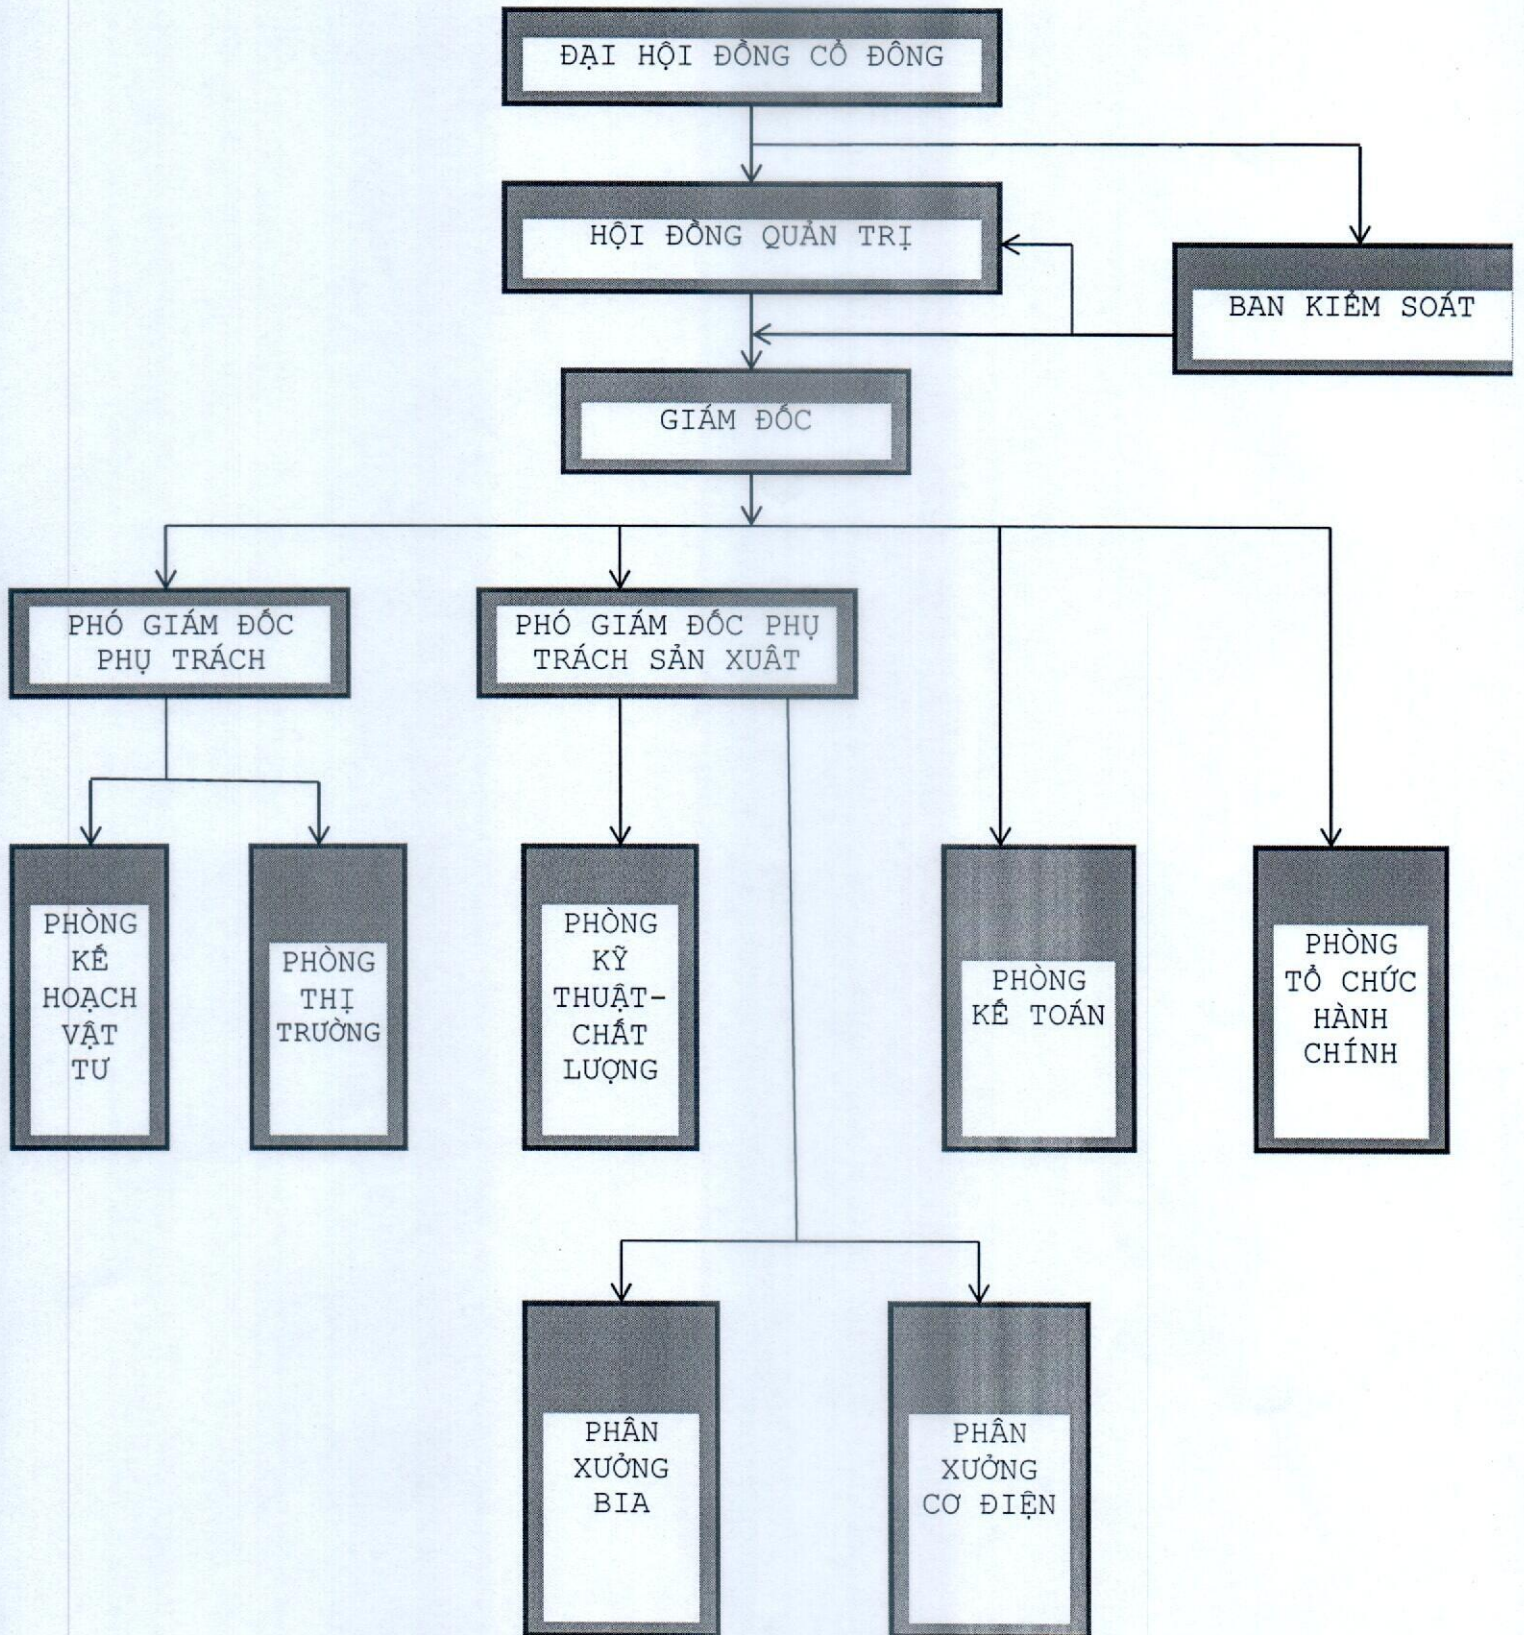 ĐẠI HỘI ĐỒNG CỔ ĐÔNG
HỘI ĐỒNG QUẢN TRỊ
BAN KIỂM SOÁT
GIÁM ĐỐC
PHÓ GIÁM ĐỐC
PHỤ TRÁCH
PHÓ GIÁM ĐỐC PHỤ
TRÁCH SẢN XUẤT
PHÒNG
KẾ
HOẠCH
VẬT
TƯ
PHÒNG
THỊ
TRƯỜNG
PHÒNG
KỸ
THUẬT-
CHẤT
LƯỢNG
PHÒNG
KẾ TOÁN
PHÒNG
TỔ CHỨC
HÀNH
CHÍNH
PHÂN
XƯỞNG
BIA
PHÂN
XƯỞNG
CƠ ĐIỆN